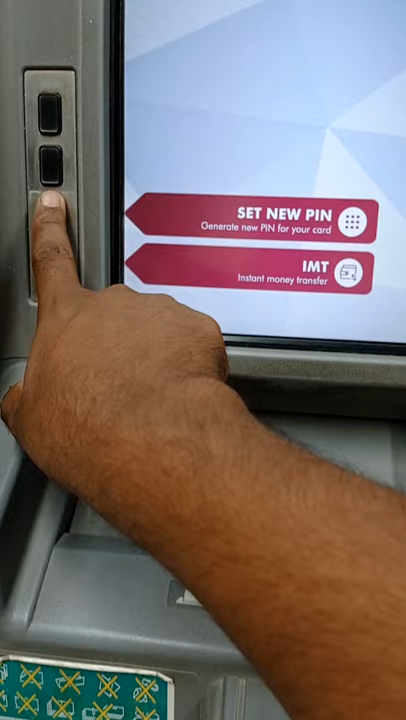 SET NEW PIN
Generate new PIN for your card
IMT
Instant money transfer